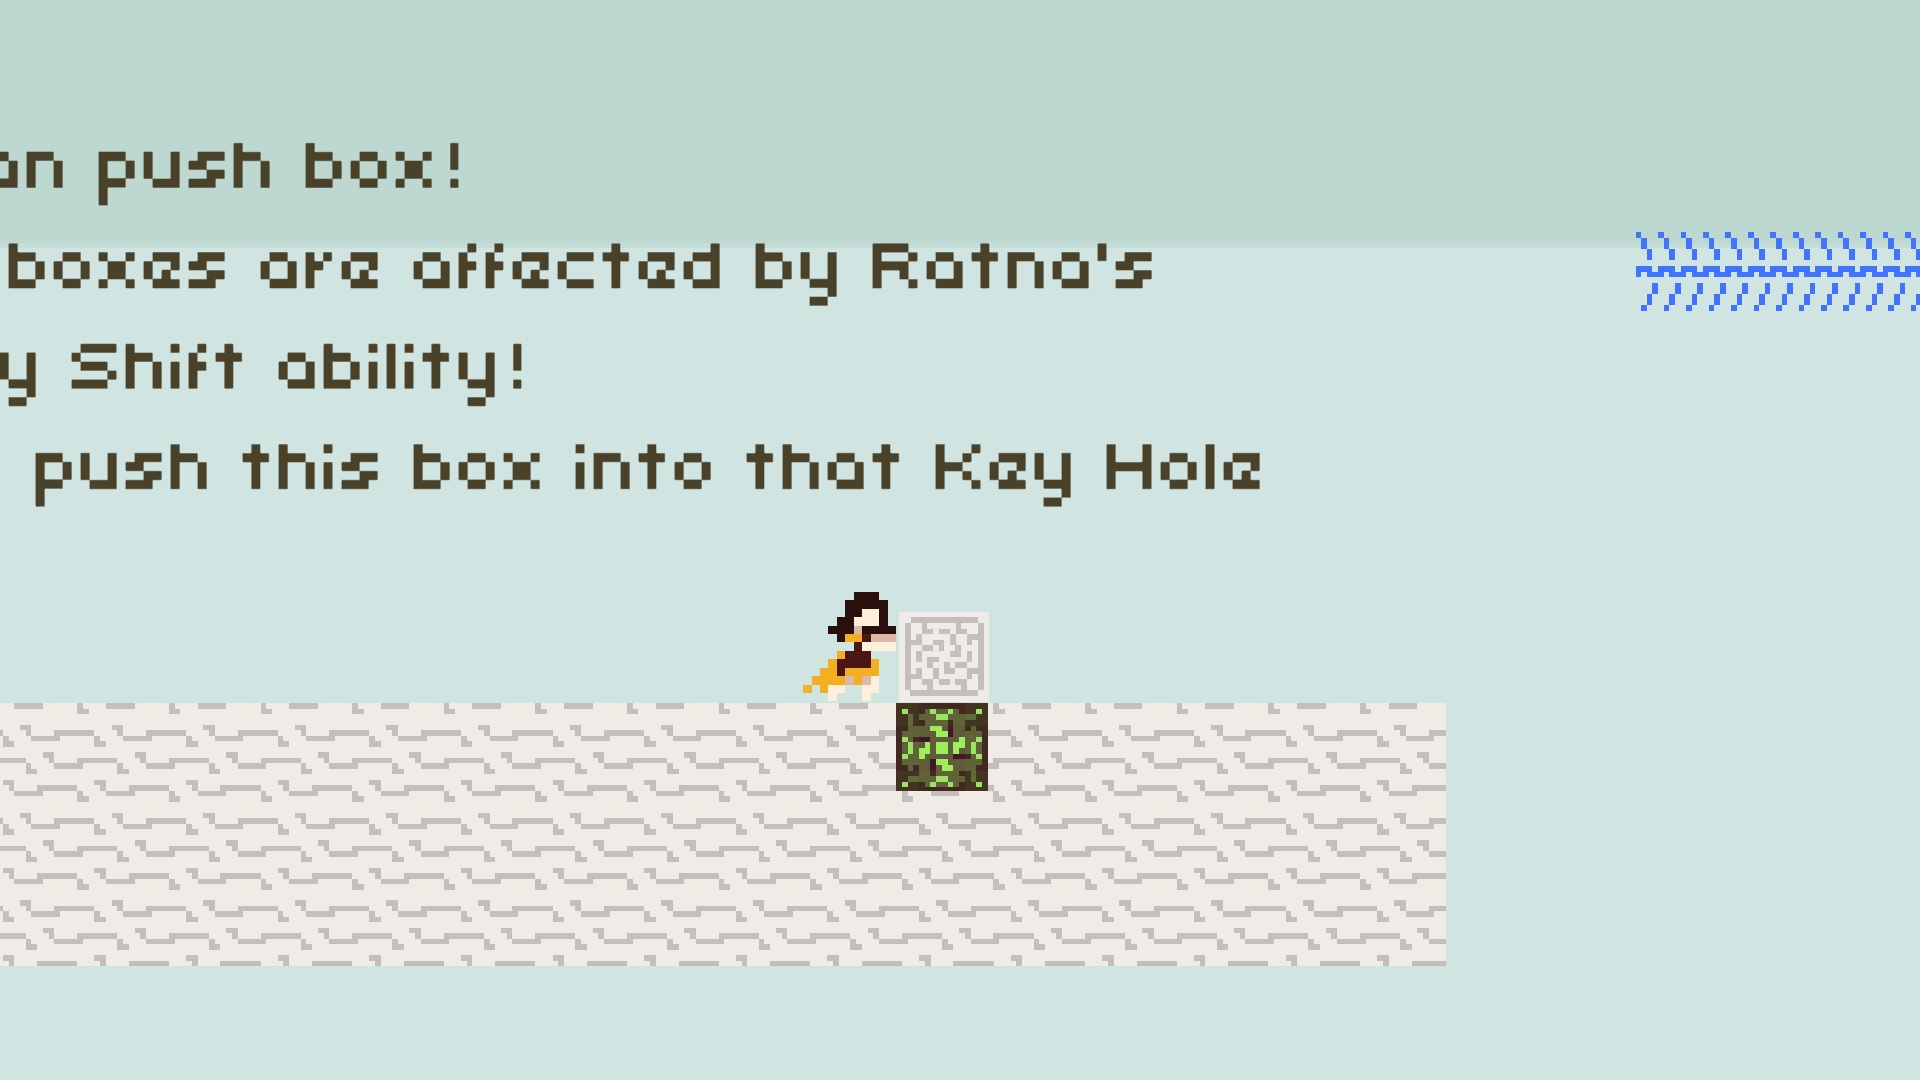 an push box!
boxes are affected by Ratna's
y Shift ability!
push this box into that Key Hole